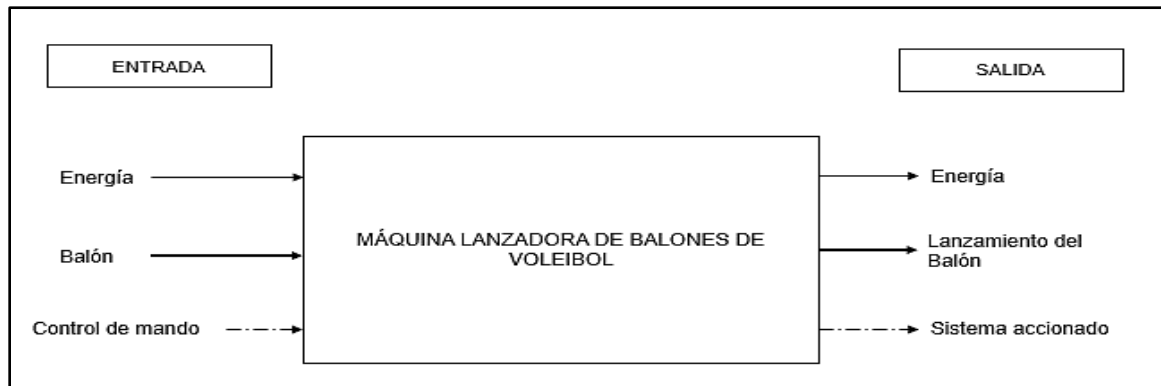 ENTRADA
SALIDA
Energía
Energía
MÁQUINA LANZADORA DE BALONES DE
VOLEIBOL
Balón
Lanzamiento del
Balón
Control de mando
Sistema accionado